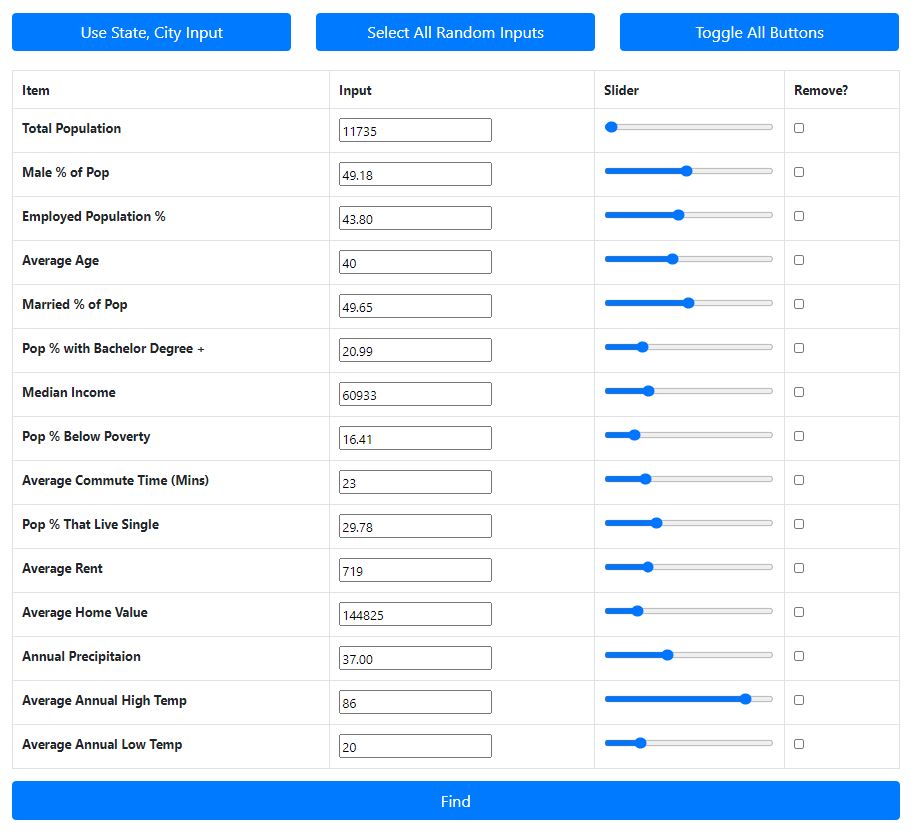 Use State, City Input Select All Random Inputs Toggle All Buttons
Item Input Slider Remove?
Total Population 11735
Male % of Pop 49.18
Employed Population % 43.80
Average Age 40
Married % of Pop 49.65
Pop % with Bachelor Degree + 20.99
Median Income 60933
Pop % Below Poverty 16.41
Average Commute Time (Mins) 23
Pop % That Live Single 29.78
Average Rent 719
Average Home Value 144825
Annual Precipitaion 37.00
Average Annual High Temp 86
Average Annual Low Temp 20
Find